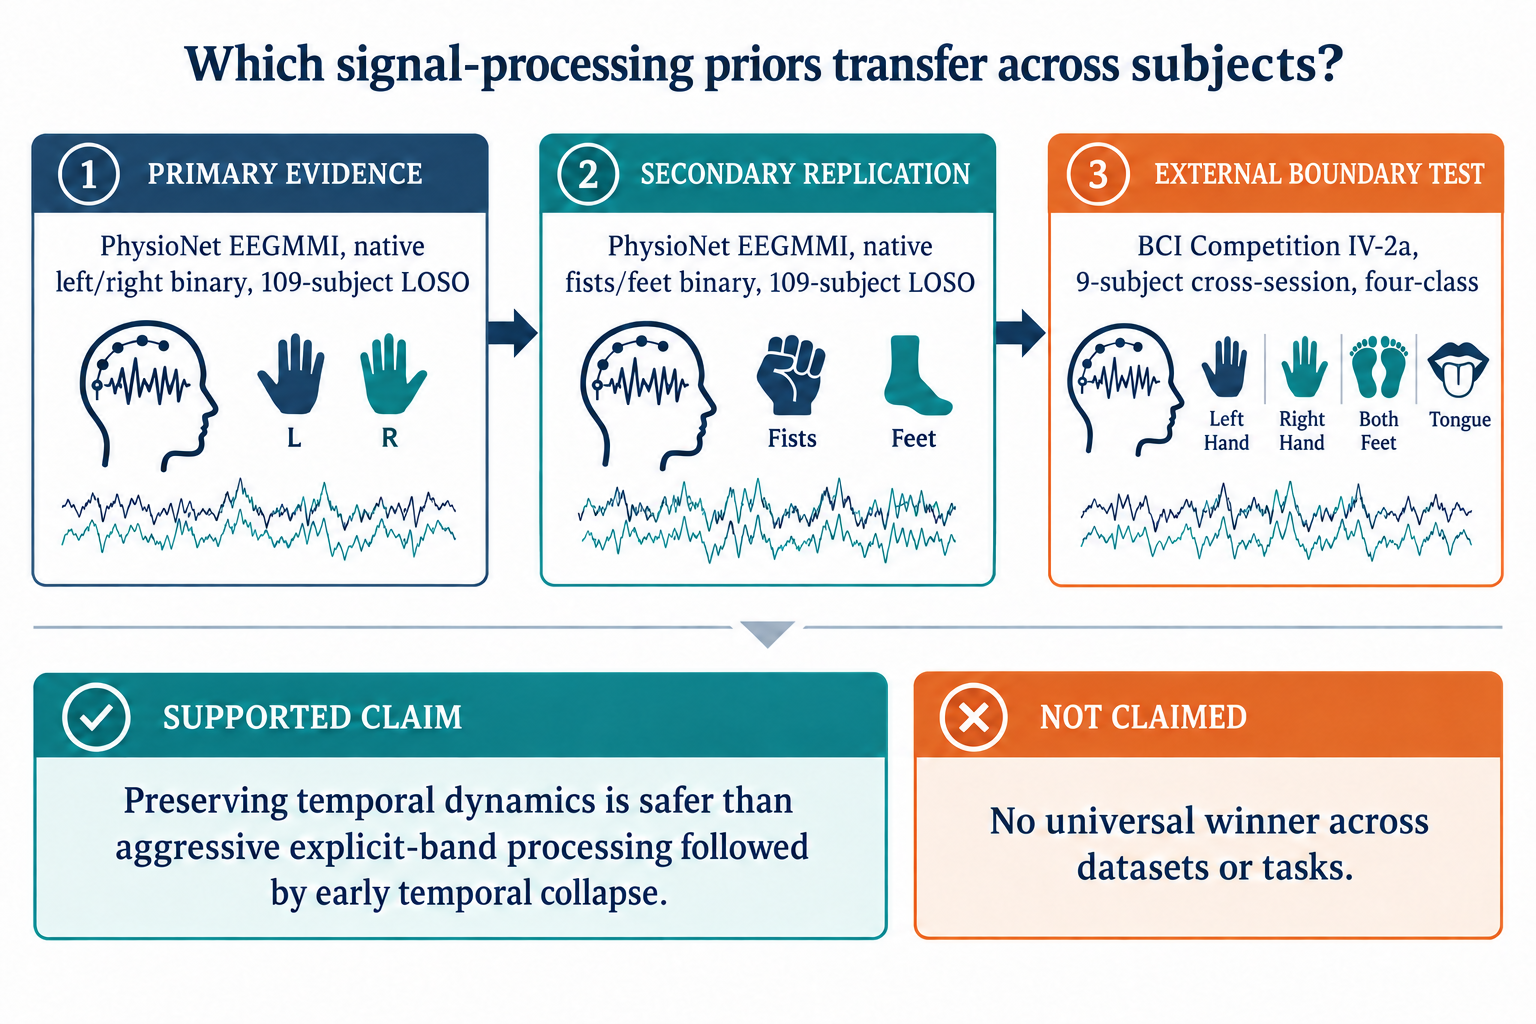 Which signal-processing priors transfer across subjects?
1 PRIMARY EVIDENCE
PhysioNet EEGMMI, native
left/right binary, 109-subject LOSO
L R
2 SECONDARY REPLICATION
PhysioNet EEGMMI, native
fists/feet binary, 109-subject LOSO
Fists Feet
3 EXTERNAL BOUNDARY TEST
BCI Competition IV-2a,
9-subject cross-session, four-class
Left
Hand
Right
Hand
Both
Feet
Tongue
SUPPORTED CLAIM
Preserving temporal dynamics is safer than
aggressive explicit-band processing followed
by early temporal collapse.
NOT CLAIMED
No universal winner across
datasets or tasks.